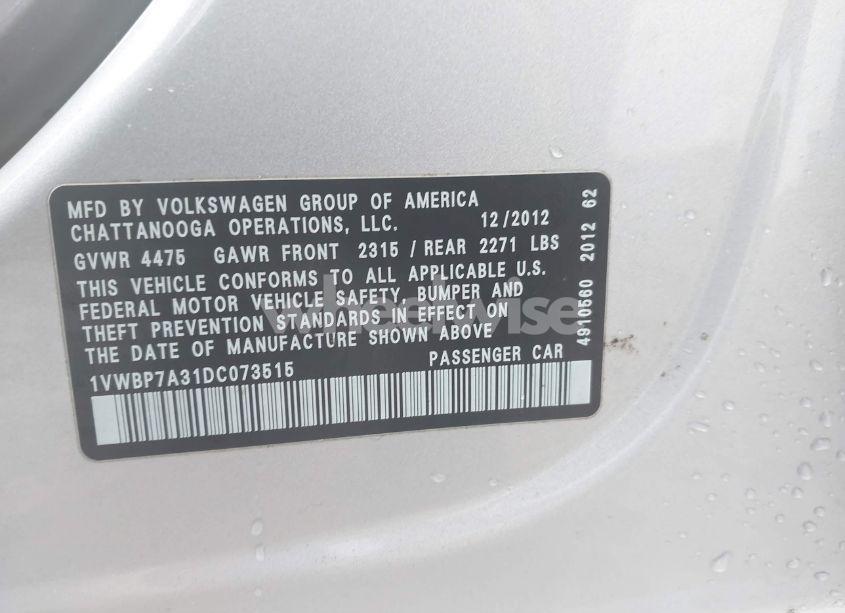 MFD BY VOLKSWAGEN GROUP OF AMERICA
CHATTANOOGA OPERATIONS, LLC. 12/2012
GVWR 4475 GAWR FRONT 2315 / REAR 2271 LBS
THIS VEHICLE CONFORMS TO ALL APPLICABLE U.S.
FEDERAL MOTOR VEHICLE SAFETY, BUMPER AND
THEFT PREVENTION STANDARDS IN EFFECT ON
THE DATE OF MANUFACTURE SHOWN ABOVE
1VWBP7A31DC073515 PASSENGER CAR
4910560 2012 62
wheelwise